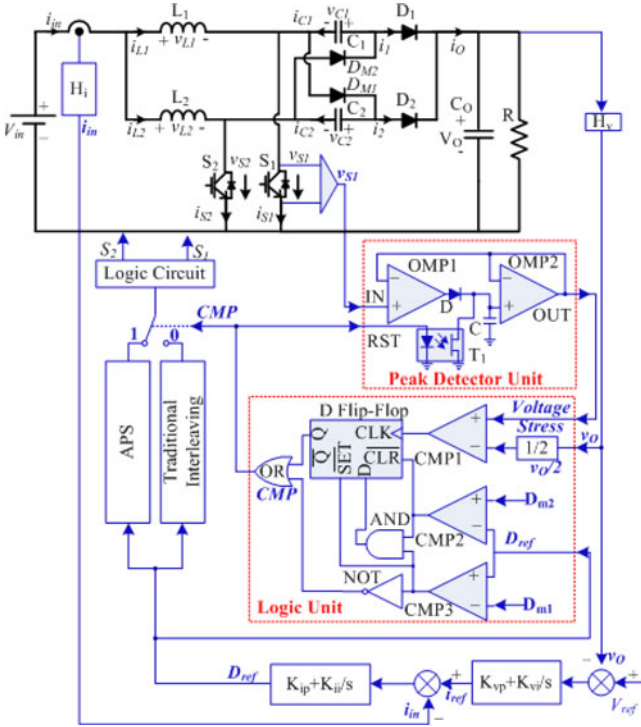 i_in
L_1
i_L1
+ v_L1 -
i_C1
v_C1
- +
C_1
i_1
D_1
i_O
D_M2
D_M1
H_i
i_in
V_in
+
−
L_2
i_L2
+ v_L2 -
i_C2
C_2
- +
v_C2
i_2
D_2
C_O
+
V_O
-
R
H_v
S_2
v_S2
S_1
v_S1
v_S1
i_S2
i_S1
S_2
S_1
Logic Circuit
OMP1
OMP2
-
+
-
+
IN
D
C
OUT
CMP
RST
T_1
Peak Detector Unit
1
0
APS
Traditional Interleaving
D Flip-Flop
Q
CLK
Q
SET
D
CLR
CMP1
+
−
Voltage Stress
v_O
1/2
v_O/2
OR
CMP
AND
CMP2
+
−
D_m2
D_ref
NOT
CMP3
+
−
D_m1
Logic Unit
D_ref
K_ip+K_ii/s
+
i_ref
−
i_in
K_vp+K_vi/s
v_O
−
+
V_ref